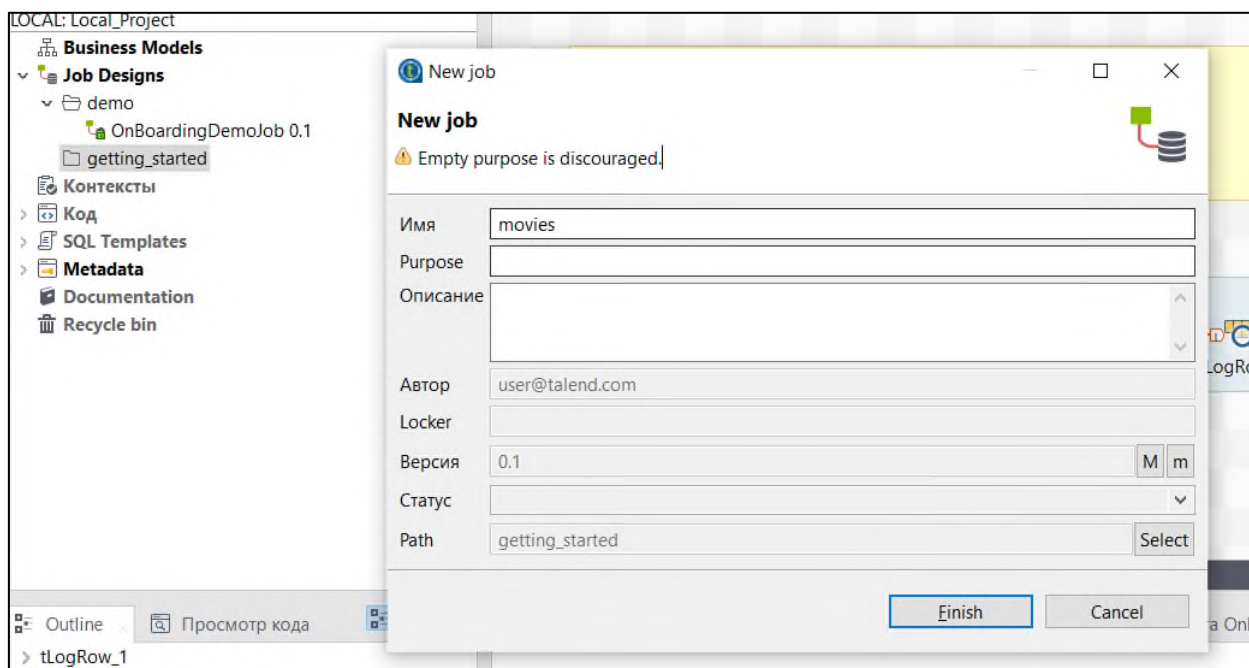 LOCAL: Local_Project
Business Models
Job Designs
demo
OnBoardingDemoJob 0.1
getting_started
Контексты
Код
SQL Templates
Metadata
Documentation
Recycle bin
New job
New job
Empty purpose is discouraged.
Имя movies
Purpose
Описание
Автор user@talend.com
Locker
Версия 0.1 M m
Статус
Path getting_started Select
Finish Cancel
Outline Просмотр кода
tLogRow_1